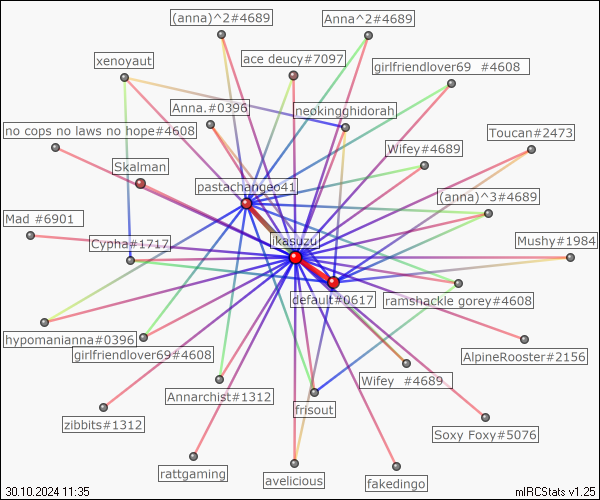 (anna)^2#4689
Anna^2#4689
xenoyaut
ace deucy#7097
girlfriendlover69  #4608
Anna.#0396
neokingghidorah
no cops no laws no hope#4608
Toucan#2473
Wifey#4689
Skalman
pastachangeo41
(anna)^3#4689
Mad #6901
Cypha#1717
ikasuzu
Mushy#1984
default#0617
ramshackle gorey#4608
hypomanianna#0396
girlfriendlover69#4608
AlpineRooster#2156
Wifey  #4689
Annarchist#1312
frisout
zibbits#1312
Soxy Foxy#5076
rattgaming
avelicious
fakedingo
30.10.2024 11:35
mIRCStats v1.25